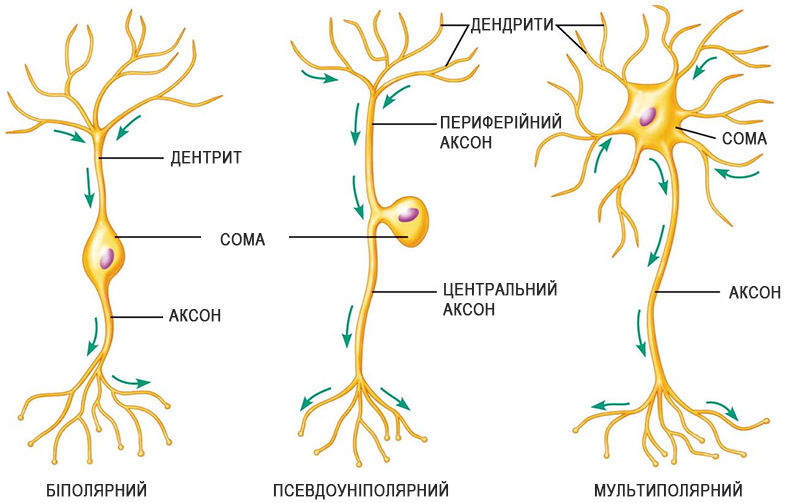 ДЕНДРИТИ
ПЕРИФЕРІЙНИЙ
АКСОН
СОМА
ДЕНТРИТ
СОМА
ЦЕНТРАЛЬНИЙ
АКСОН
АКСОН
АКСОН
БІПОЛЯРНИЙ
ПСЕВДОУНІПОЛЯРНИЙ
МУЛЬТИПОЛЯРНИЙ